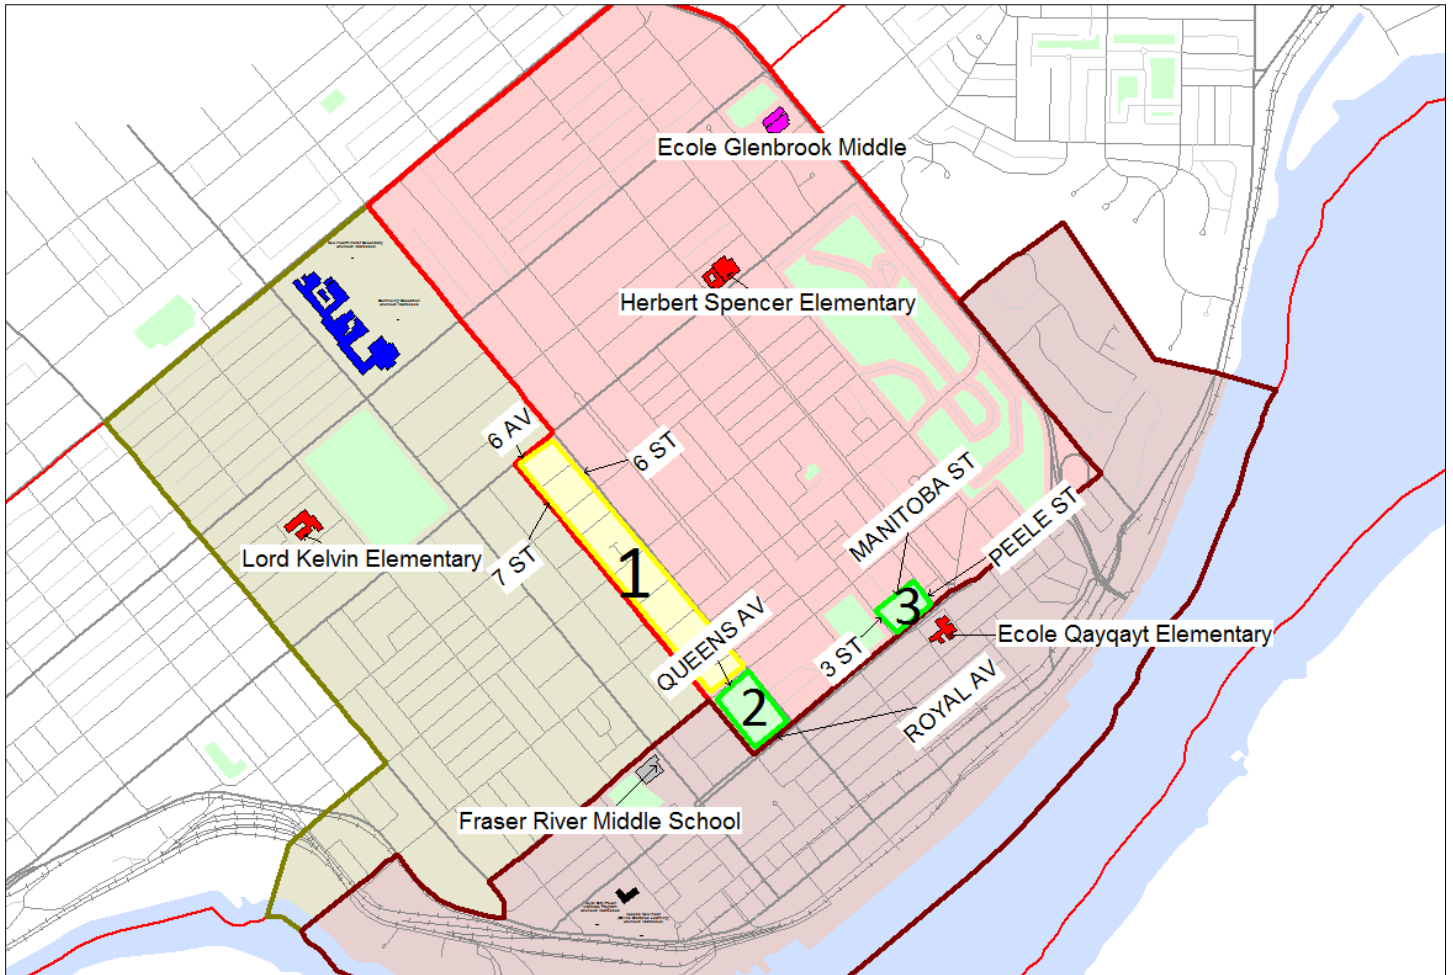 Ecole Glenbrook Middle
Herbert Spencer Elementary
6 AV
6 ST
MANITOBA ST
PEELE ST
Lord Kelvin Elementary
7 ST
1
QUEENS AV
3
3 ST
Ecole Qayqayt Elementary
2
ROYAL AV
Fraser River Middle School